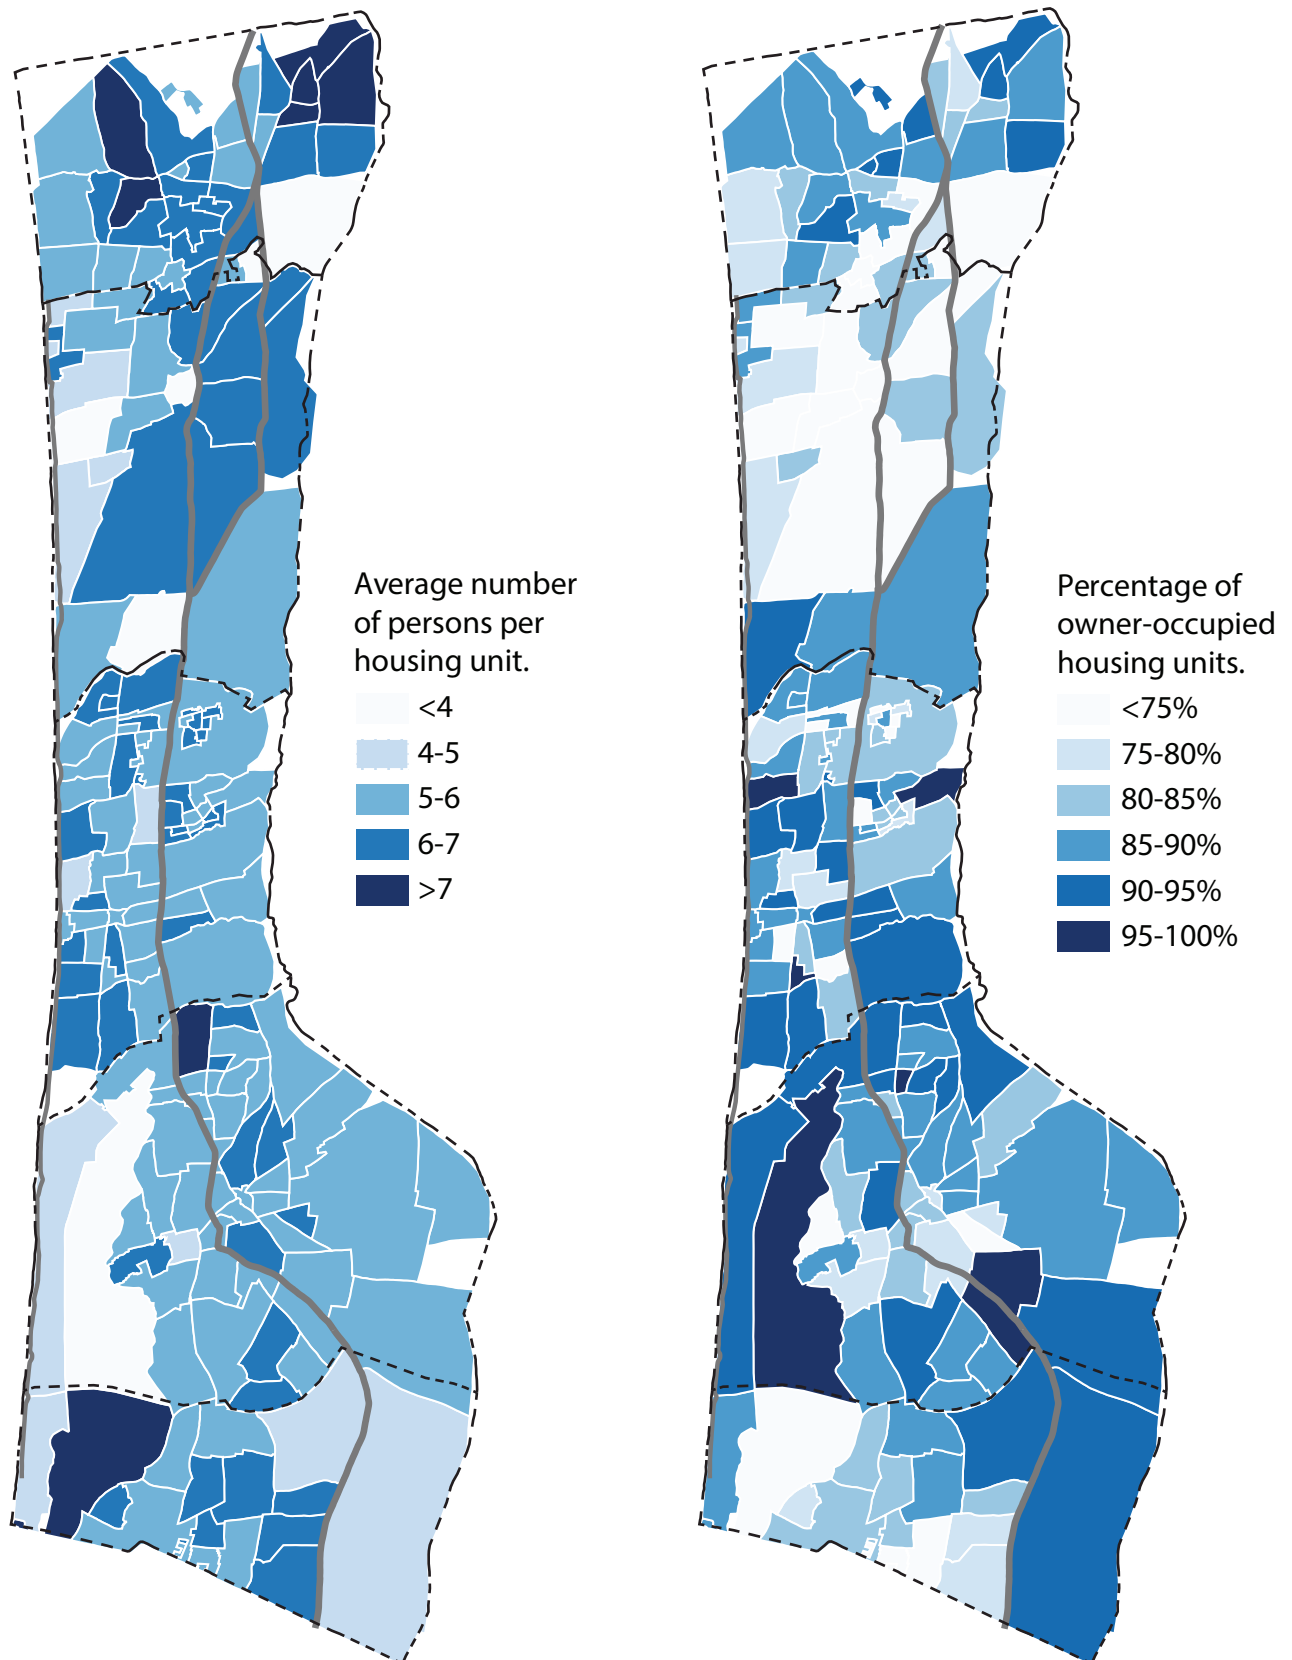 Average number
of persons per
housing unit.
<4
4-5
5-6
6-7
>7
Percentage of
owner-occupied
housing units.
<75%
75-80%
80-85%
85-90%
90-95%
95-100%